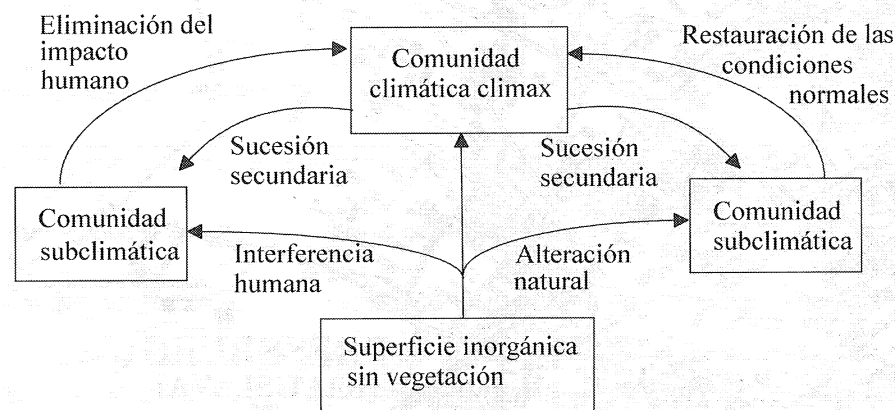 Eliminación del
impacto
humano
Comunidad
climática climax
Restauración de las
condiciones
normales
Sucesión
secundaria
Sucesión
secundaria
Comunidad
subclimática
Comunidad
subclimática
Interferencia
humana
Alteración
natural
Superficie inorgánica
sin vegetación